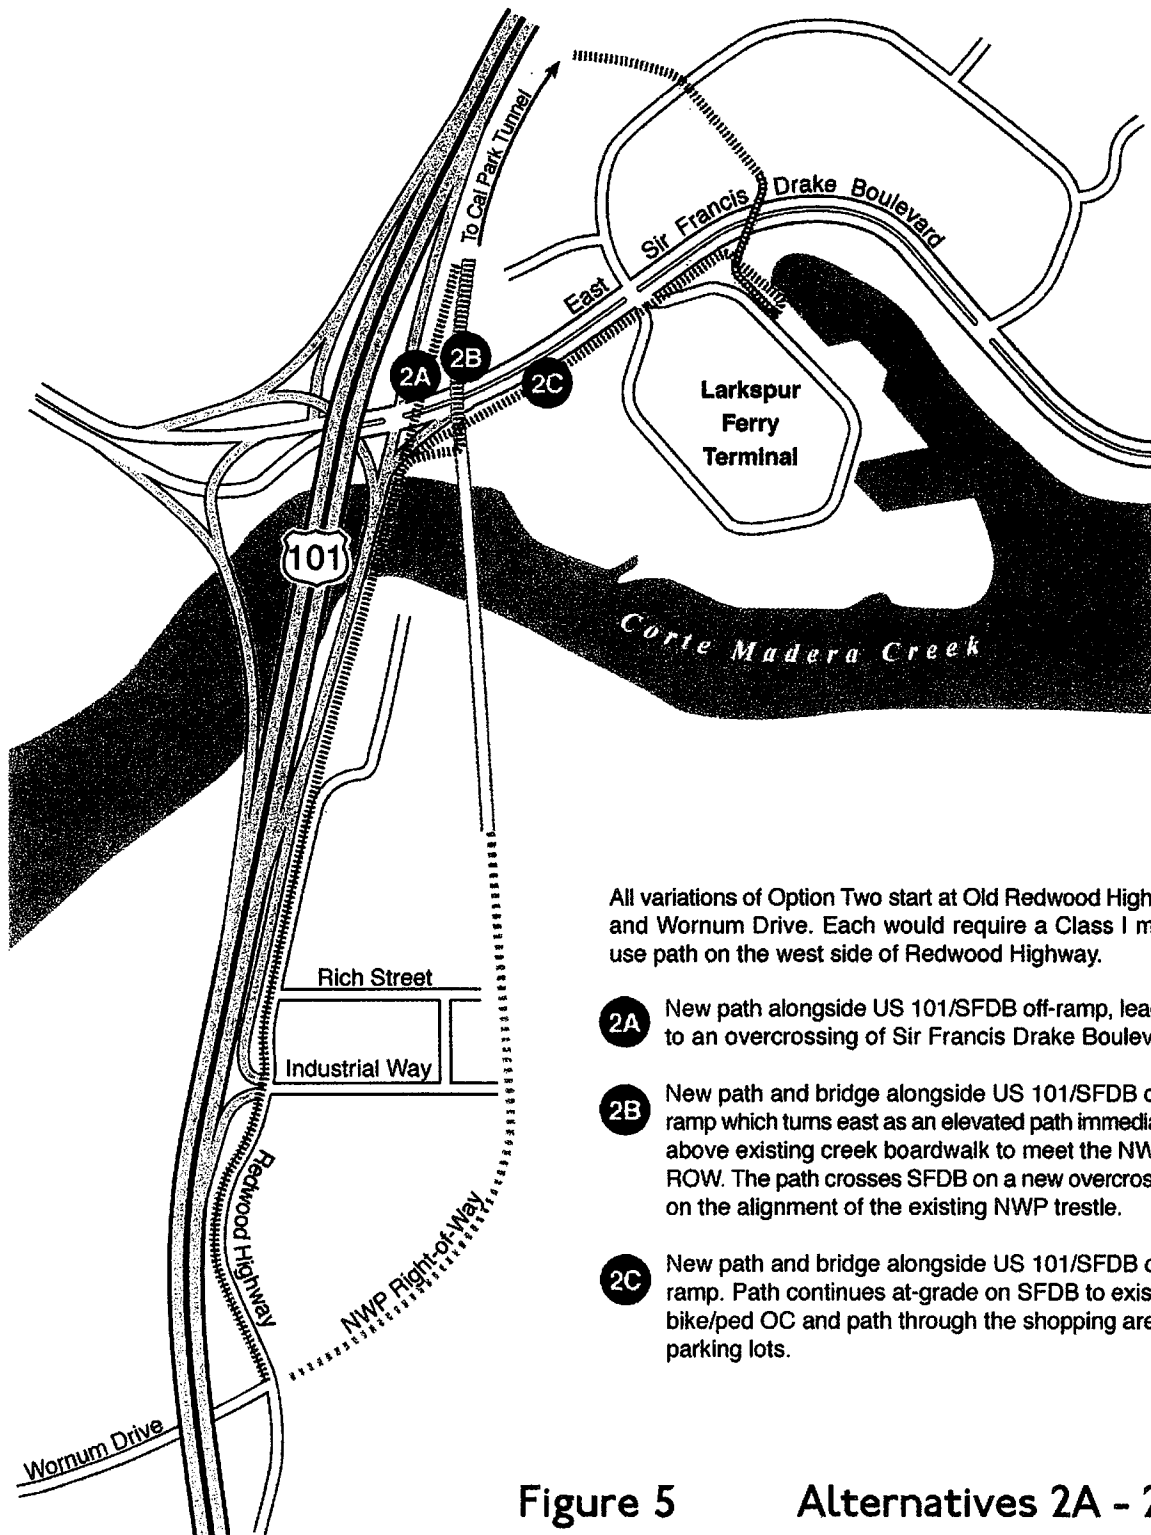 To Cal Park Tunnel
East Sir Francis Drake Boulevard
2A
2B
2C
Larkspur
Ferry
Terminal
101
Corte Madera Creek
All variations of Option Two start at Old Redwood High
and Wornum Drive. Each would require a Class I m
use path on the west side of Redwood Highway.
Rich Street
2A New path alongside US 101/SFDB off-ramp, lea
to an overcrossing of Sir Francis Drake Boulev
Industrial Way
2B New path and bridge alongside US 101/SFDB o
ramp which turns east as an elevated path immedia
above existing creek boardwalk to meet the NW
ROW. The path crosses SFDB on a new overcros
on the alignment of the existing NWP trestle.
Redwood Highway
NWP Right-of-Way
2C New path and bridge alongside US 101/SFDB o
ramp. Path continues at-grade on SFDB to exis
bike/ped OC and path through the shopping are
parking lots.
Wornum Drive
Figure 5 Alternatives 2A - 2